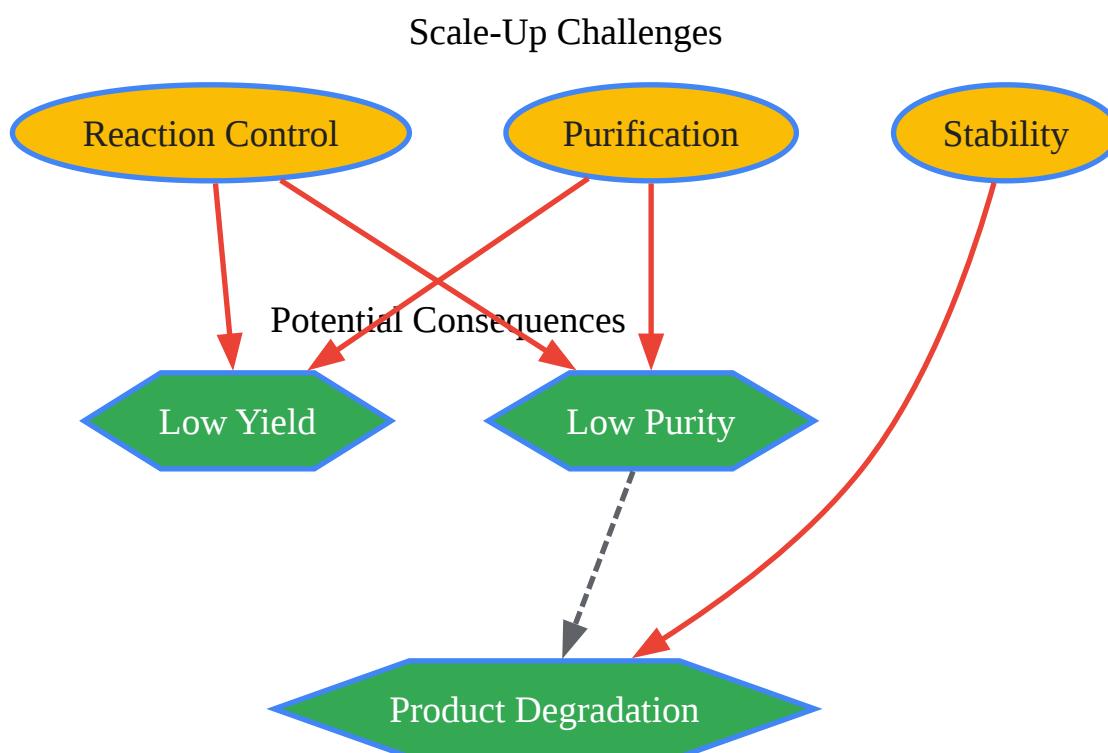 Scale-Up Challenges
Reaction Control
Purification
Stability
Potential Consequences
Low Yield
Low Purity
Product Degradation